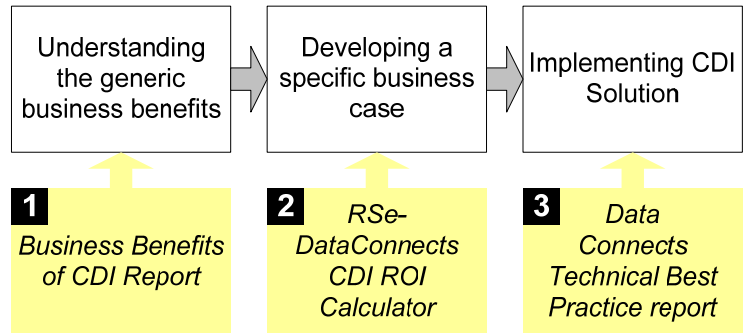 Understanding
the generic
business benefits
Developing a
specific business
case
Implementing CDI
Solution
1
Business Benefits
of CDI Report
2
RSe-
DataConnects
CDI ROI
Calculator
3
Data
Connects
Technical Best
Practice report